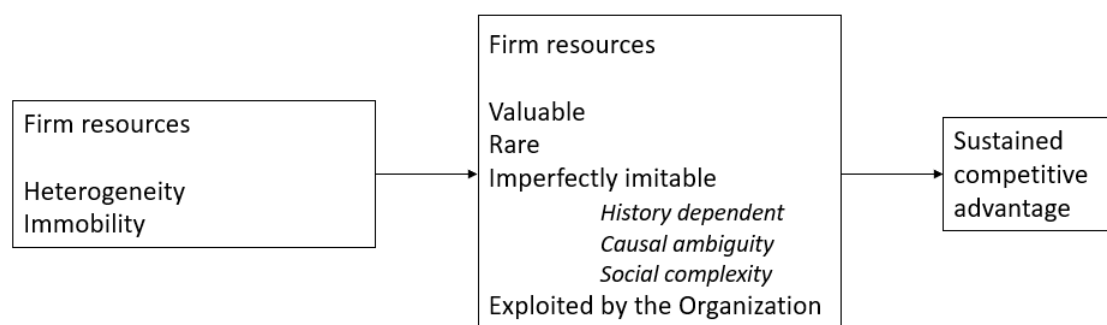 Firm resources
Heterogeneity
Immobility
Firm resources
Valuable
Rare
Imperfectly imitable
History dependent
Causal ambiguity
Social complexity
Exploited by the Organization
Sustained
competitive
advantage